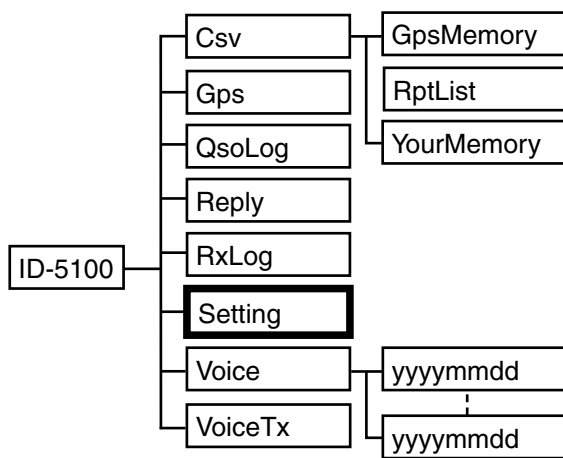 Csv
GpsMemory
Gps
RptList
QsoLog
YourMemory
Reply
RxLog
ID-5100
Setting
Voice
yyyymmdd
VoiceTx
yyyymmdd